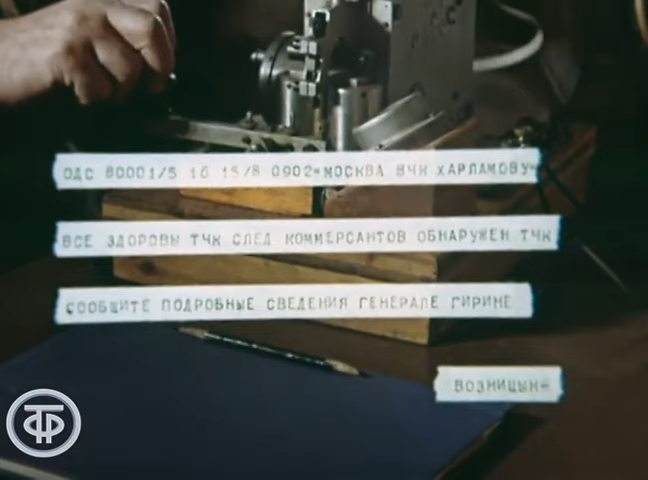 ОДС 80001/5 16 15/8 0902=МОСКВА ВЧК ХАРЛАМОВУ=
ВСЕ ЗДОРОВЫ ТЧК СЛЕД КОММЕРСАНТОВ ОБНАРУЖЕН ТЧК
СООБЩИТЕ ПОДРОБНЫЕ СВЕДЕНИЯ ГЕНЕРАЛЕ ГИРИНЕ
ВОЗНИЦЫН=